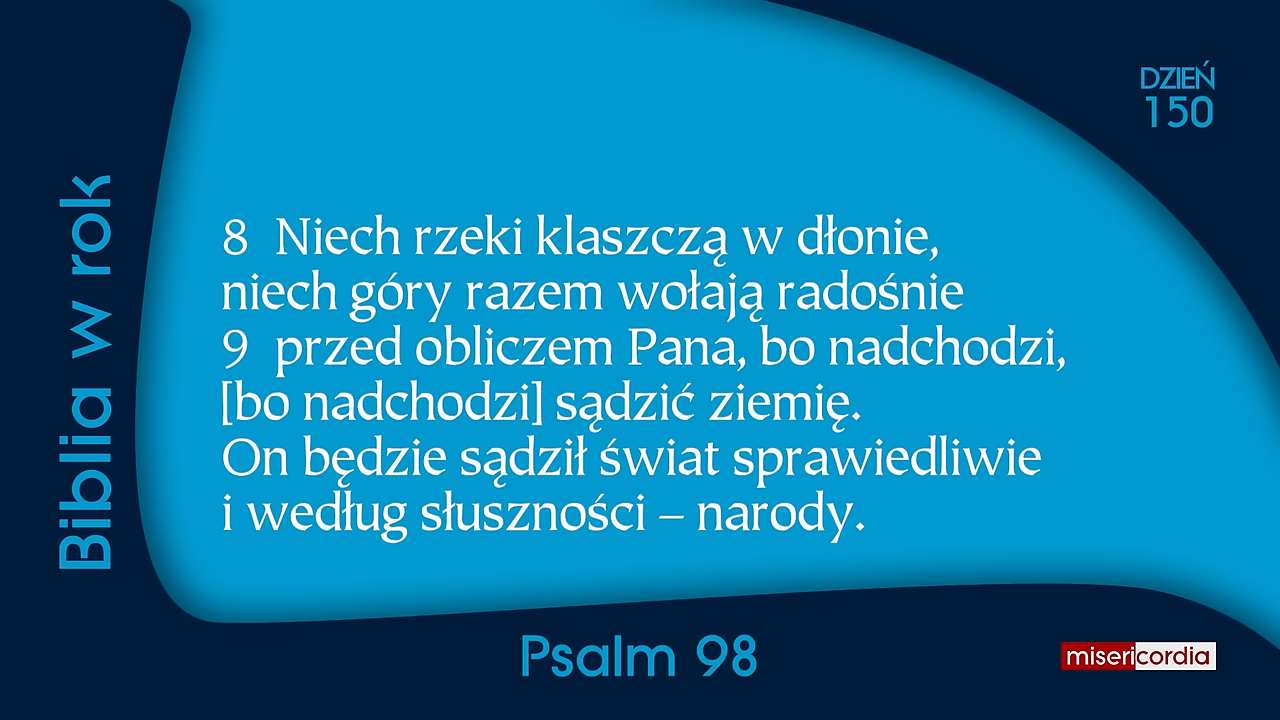 DZIEŃ
150
Biblia w rok
8 Niech rzeki klaszczą w dłonie,
niech góry razem wołają radośnie
9 przed obliczem Pana, bo nadchodzi,
[bo nadchodzi] sądzić ziemię.
On będzie sądził świat sprawiedliwie
i według słuszności – narody.
Psalm 98
misericordia